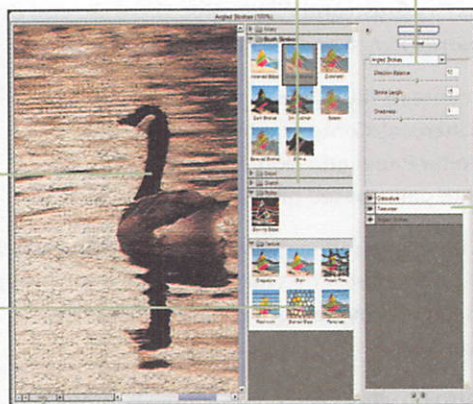 Angled Strokes (100%)
Artistic
Brush Strokes
Accented Edges
Angled Strokes
Crosshatch
Dark Strokes
Ink Outlines
Spatter
Sprayed Strokes
Sumi-e
Distort
Sketch
Stylize
Glowing Edges
Texture
Craquelure
Grain
Mosaic Tiles
Patchwork
Stained Glass
Texturizer
OK
Cancel
Angled Strokes
Direction Balance
Stroke Length
Sharpness
Craquelure
Texturizer
Angled Strokes